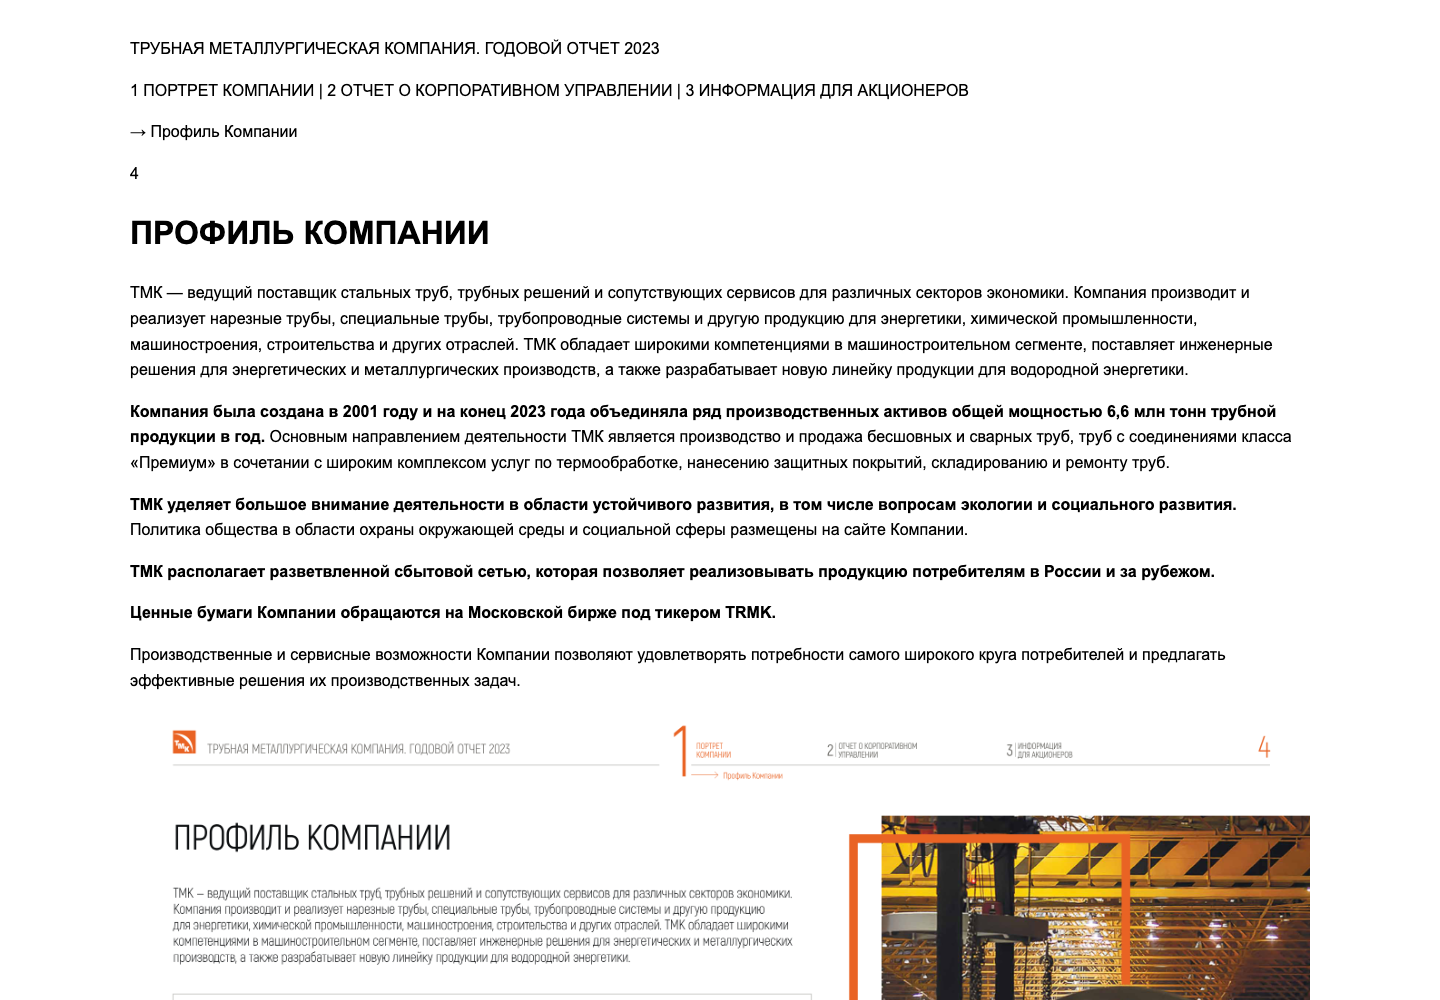 ТРУБНАЯ МЕТАЛЛУРГИЧЕСКАЯ КОМПАНИЯ. ГОДОВОЙ ОТЧЕТ 2023
1 ПОРТРЕТ КОМПАНИИ | 2 ОТЧЕТ О КОРПОРАТИВНОМ УПРАВЛЕНИИ | 3 ИНФОРМАЦИЯ ДЛЯ АКЦИОНЕРОВ
→ Профиль Компании
4
ПРОФИЛЬ КОМПАНИИ
ТМК — ведущий поставщик стальных труб, трубных решений и сопутствующих сервисов для различных секторов экономики. Компания производит и
реализует нарезные трубы, специальные трубы, трубопроводные системы и другую продукцию для энергетики, химической промышленности,
машиностроения, строительства и других отраслей. ТМК обладает широкими компетенциями в машиностроительном сегменте, поставляет инженерные
решения для энергетических и металлургических производств, а также разрабатывает новую линейку продукции для водородной энергетики.
Компания была создана в 2001 году и на конец 2023 года объединяла ряд производственных активов общей мощностью 6,6 млн тонн трубной
продукции в год. Основным направлением деятельности ТМК является производство и продажа бесшовных и сварных труб, труб с соединениями класса
«Премиум» в сочетании с широким комплексом услуг по термообработке, нанесению защитных покрытий, складированию и ремонту труб.
ТМК уделяет большое внимание деятельности в области устойчивого развития, в том числе вопросам экологии и социального развития.
Политика общества в области охраны окружающей среды и социальной сферы размещены на сайте Компании.
ТМК располагает разветвленной сбытовой сетью, которая позволяет реализовывать продукцию потребителям в России и за рубежом.
Ценные бумаги Компании обращаются на Московской бирже под тикером TRMK.
Производственные и сервисные возможности Компании позволяют удовлетворять потребности самого широкого круга потребителей и предлагать
эффективные решения их производственных задач.
ТМК
ТРУБНАЯ МЕТАЛЛУРГИЧЕСКАЯ КОМПАНИЯ. ГОДОВОЙ ОТЧЕТ 2023
1 ПОРТРЕТ
КОМПАНИИ
→ Профиль Компании
2 ОТЧЕТ О КОРПОРАТИВНОМ
УПРАВЛЕНИИ
3 ИНФОРМАЦИЯ
ДЛЯ АКЦИОНЕРОВ
4
ПРОФИЛЬ КОМПАНИИ
ТМК – ведущий поставщик стальных труб, трубных решений и сопутствующих сервисов для различных секторов экономики.
Компания производит и реализует нарезные трубы, специальные трубы, трубопроводные системы и другую продукцию
для энергетики, химической промышленности, машиностроения, строительства и других отраслей. ТМК обладает широкими
компетенциями в машиностроительном сегменте, поставляет инженерные решения для энергетических и металлургических
производств, а также разрабатывает новую линейку продукции для водородной энергетики.